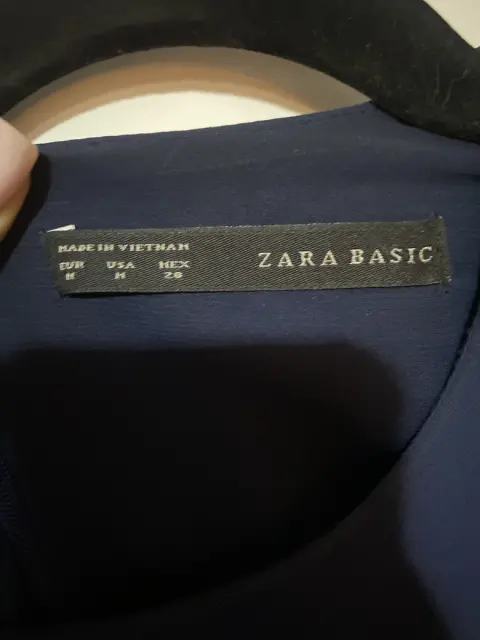 MADE IN VIETNAM
EUR USA MEX
M M 28
ZARA BASIC